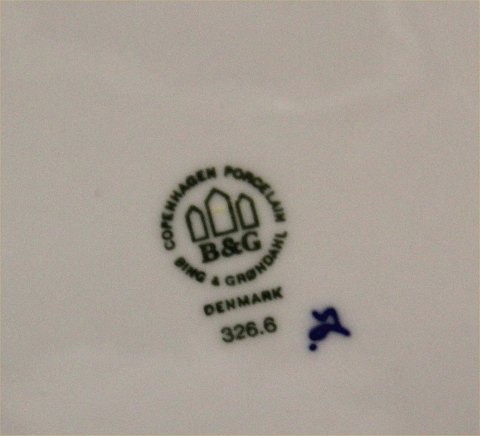 COPENHAGEN PORCELAIN
B&G
BING & GRØNDAHL
DENMARK
326.6